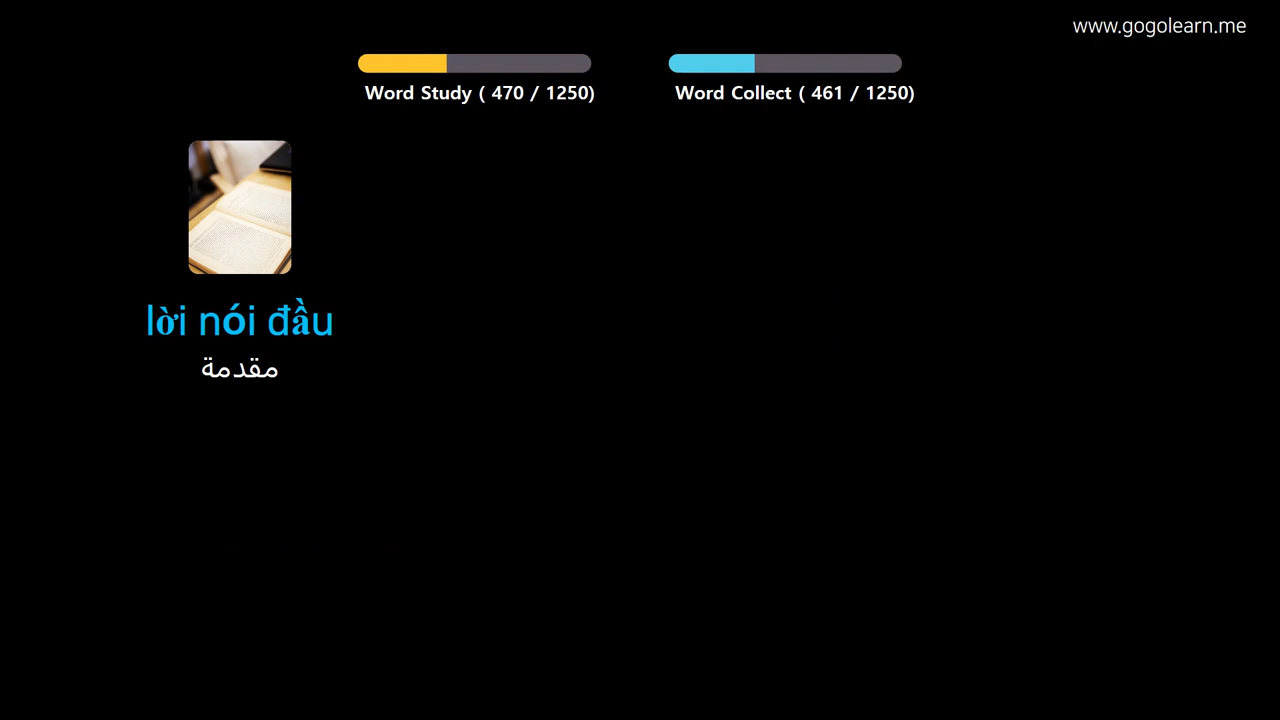 www.gogolearn.me
Word Study ( 470 / 1250)
Word Collect ( 461 / 1250)
lời nói đầu
مقدمة